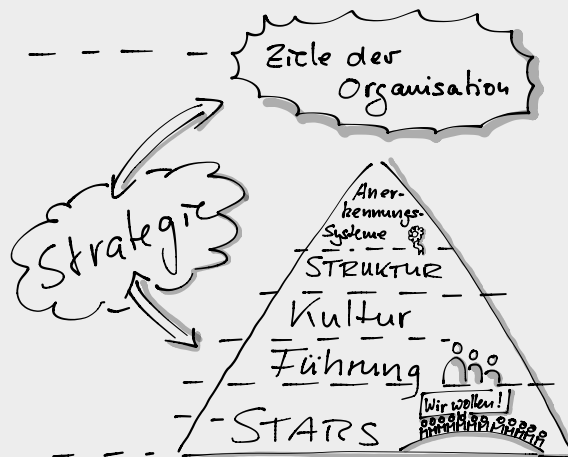 Ziele der
Organisation
Strategie
Aner-
kennungs-
Systeme
STRUKTUR
Kultur
Führung
Wir wollen!
STARS